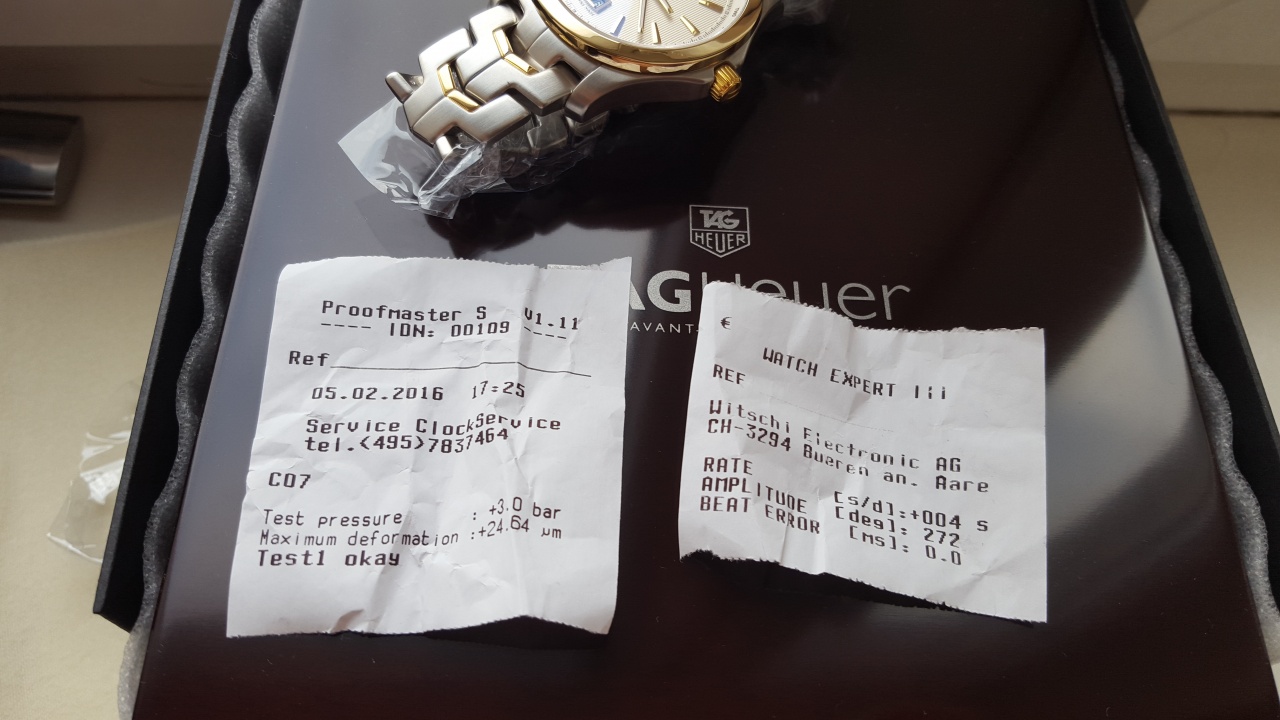 TAG
HEUER
AGHeuer
AVANT
Proofmaster S V1.11
---- IDN: 00109 ----
Ref
05.02.2016 17:25
Service ClockService
tel.(495)7837464
C07
Test pressure : +3.0 bar
Maximum deformation :+24.64 µm
Test1 okay
€
WATCH EXPERT III
REF
Witschi Electronic AG
CH-3294 Bueren an. Aare
RATE [s/d]:+004 s
AMPLITUDE [deg]: 272
BEAT ERROR [ms]: 0.0